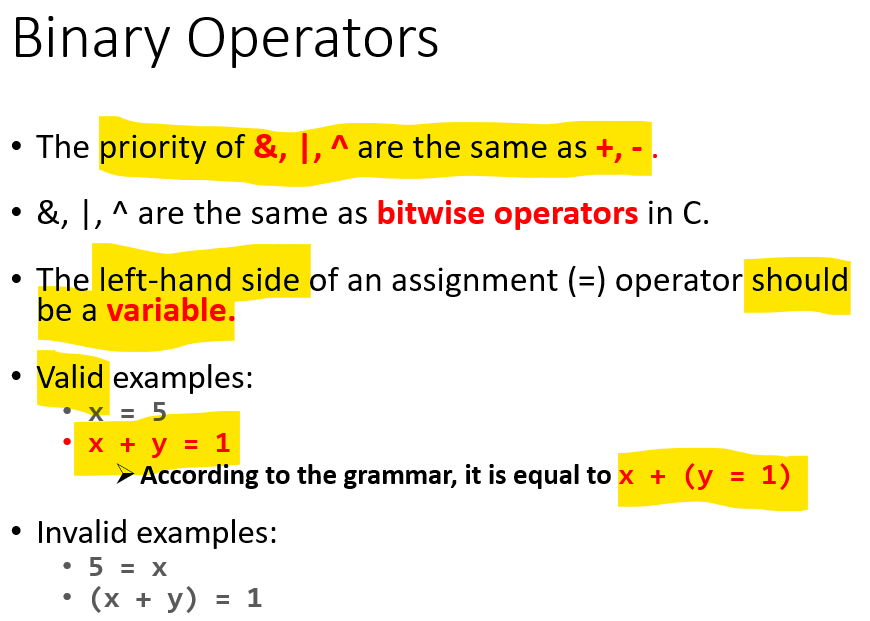 Binary Operators
• The priority of &, |, ^ are the same as +, - .
• &, |, ^ are the same as bitwise operators in C.
• The left-hand side of an assignment (=) operator should
be a variable.
• Valid examples:
• x = 5
• x + y = 1
➢ According to the grammar, it is equal to x + (y = 1)
• Invalid examples:
• 5 = x
• (x + y) = 1